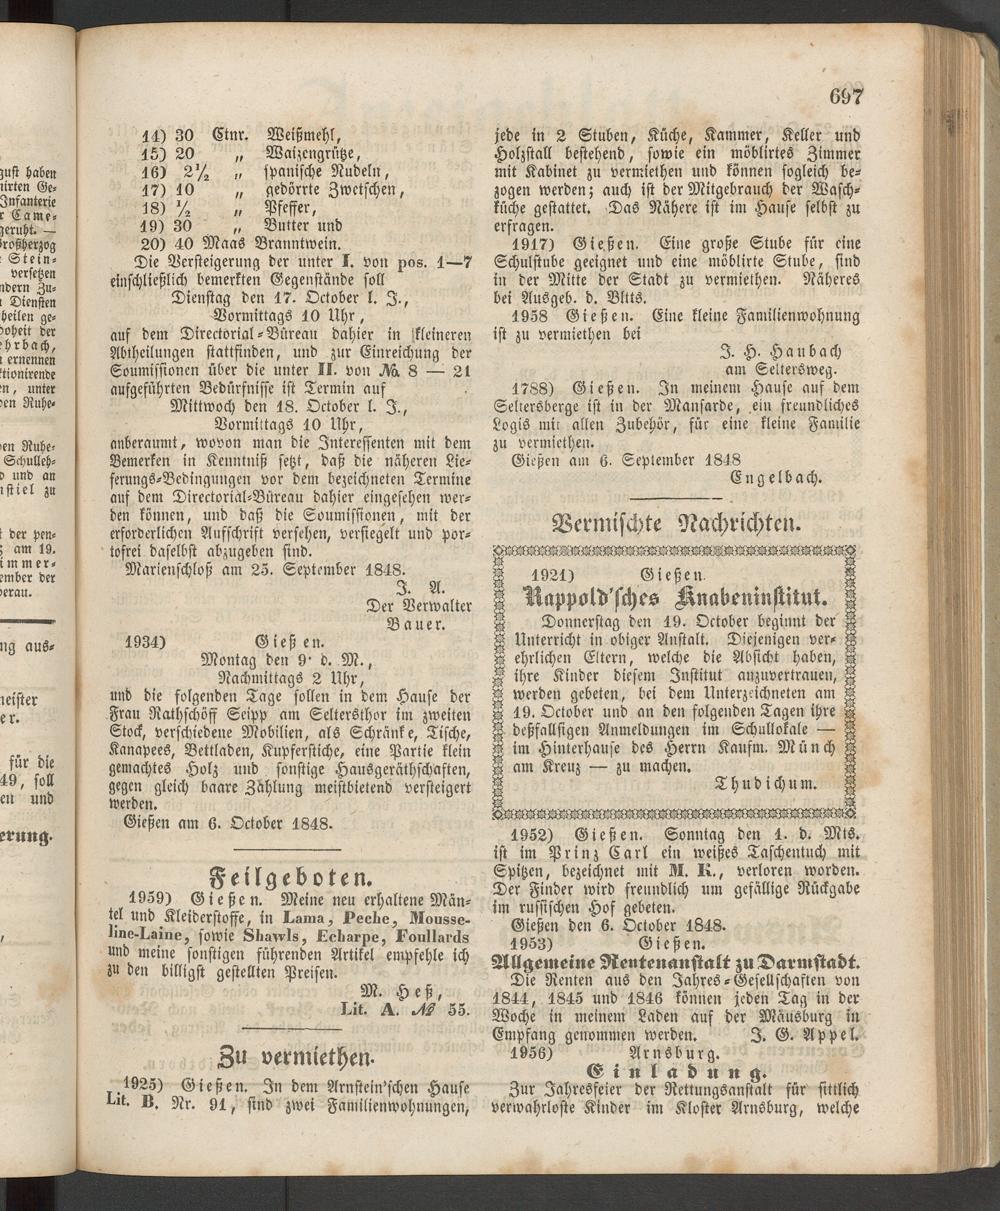 697
14) 30 Ctnr. Weißmehl,
15) 20 „ Waizengrütze,
16) 2½ „ spanische Nudeln,
17) 10 „ gedörrte Zwetschen,
18) ½ „ Pfeffer,
19) 30 „ Butter und
20) 40 Maas Branntwein.
Die Versteigerung der unter I. von pos. 1—7
einschließlich bemerkten Gegenstände soll
Dienstag den 17. October l. J.,
Vormittags 10 Uhr,
auf dem Directorial-Büreau dahier in kleineren
Abtheilungen stattfinden, und zur Einreichung der
Soumissionen über die unter II. von № 8 — 21
aufgeführten Bedürfnisse ist Termin auf
Mittwoch den 18. October l. J.,
Vormittags 10 Uhr,
anberaumt, wovon man die Interessenten mit dem
Bemerken in Kenntniß setzt, daß die näheren Lie-
ferungs-Bedingungen vor dem bezeichneten Termine
auf dem Directorial-Büreau dahier eingesehen wer-
den können, und daß die Soumissionen, mit der
erforderlichen Aufschrift versehen, versiegelt und por-
tofrei daselbst abzugeben sind.
Marienschloß am 25. September 1848.
J. A.
Der Verwalter
Bauer.
1934) Gießen.
Montag den 9. d. M.,
Nachmittags 2 Uhr,
und die folgenden Tage sollen in dem Hause der
Frau Rathschöff Seipp am Seltersthor im zweiten
Stock, verschiedene Mobilien, als Schränke, Tische,
Kanapees, Bettladen, Kupferstiche, eine Partie klein
gemachtes Holz und sonstige Hausgeräthschaften,
gegen gleich baare Zählung meistbietend versteigert
werden.
Gießen am 6. October 1848.
Feilgeboten.
1959) Gießen. Meine neu erhaltene Män-
tel und Kleiderstoffe, in Lama, Peche, Mousse-
line-Laine, sowie Shawls, Echarpe, Foullards
und meine sonstigen führenden Artikel empfehle ich
zu den billigst gestellten Preisen.
M. Heß,
Lit. A. № 55.
Zu vermiethen.
1925) Gießen. In dem Arnstein'schen Hause
Lit. B. Nr. 91, sind zwei Familienwohnungen,
jede in 2 Stuben, Küche, Kammer, Keller und
Holzstall bestehend, sowie ein möblirtes Zimmer
mit Kabinet zu vermiethen und können sogleich be-
zogen werden; auch ist der Mitgebrauch der Wasch-
küche gestattet. Das Nähere ist im Hause selbst zu
erfragen.
1917) Gießen. Eine große Stube für eine
Schulstube geeignet und eine möblirte Stube, sind
in der Mitte der Stadt zu vermiethen. Näheres
bei Ausgeb. d. Bltts.
1958 Gießen. Eine kleine Familienwohnung
ist zu vermiethen bei
J. H. Haubach
am Seltersweg.
1788) Gießen. In meinem Hause auf dem
Seltersberge ist in der Mansarde, ein freundliches
Logis mit allen Zubehör, für eine kleine Familie
zu vermiethen.
Gießen am 6. September 1848
Engelbach.
Vermischte Nachrichten.
1921) Gießen.
Rappold'sches Knabeninstitut.
Donnerstag den 19. October beginnt der
Unterricht in obiger Anstalt. Diejenigen ver-
ehrlichen Eltern, welche die Absicht haben,
ihre Kinder diesem Institut anzuvertrauen,
werden gebeten, bei dem Unterzeichneten am
19. October und an den folgenden Tagen ihre
deßfallsigen Anmeldungen im Schullokale —
im Hinterhause des Herrn Kaufm. Münch
am Kreuz — zu machen.
Thudichum.
1952) Gießen. Sonntag den 1. d. Mts.
ist im Prinz Carl ein weißes Taschentuch mit
Spitzen, bezeichnet mit M. K., verloren worden.
Der Finder wird freundlich um gefällige Rückgabe
im russischen Hof gebeten.
Gießen den 6. October 1848.
1953) Gießen.
Allgemeine Rentenanstalt zu Darmstadt.
Die Renten aus den Jahres-Gesellschaften von
1844, 1845 und 1846 können jeden Tag in der
Woche in meinem Laden auf der Mäusburg in
Empfang genommen werden. J. G. Appel.
1956) Arnsburg.
Einladung.
Zur Jahresfeier der Rettungsanstalt für sittlich
verwahrloste Kinder im Kloster Arnsburg, welche